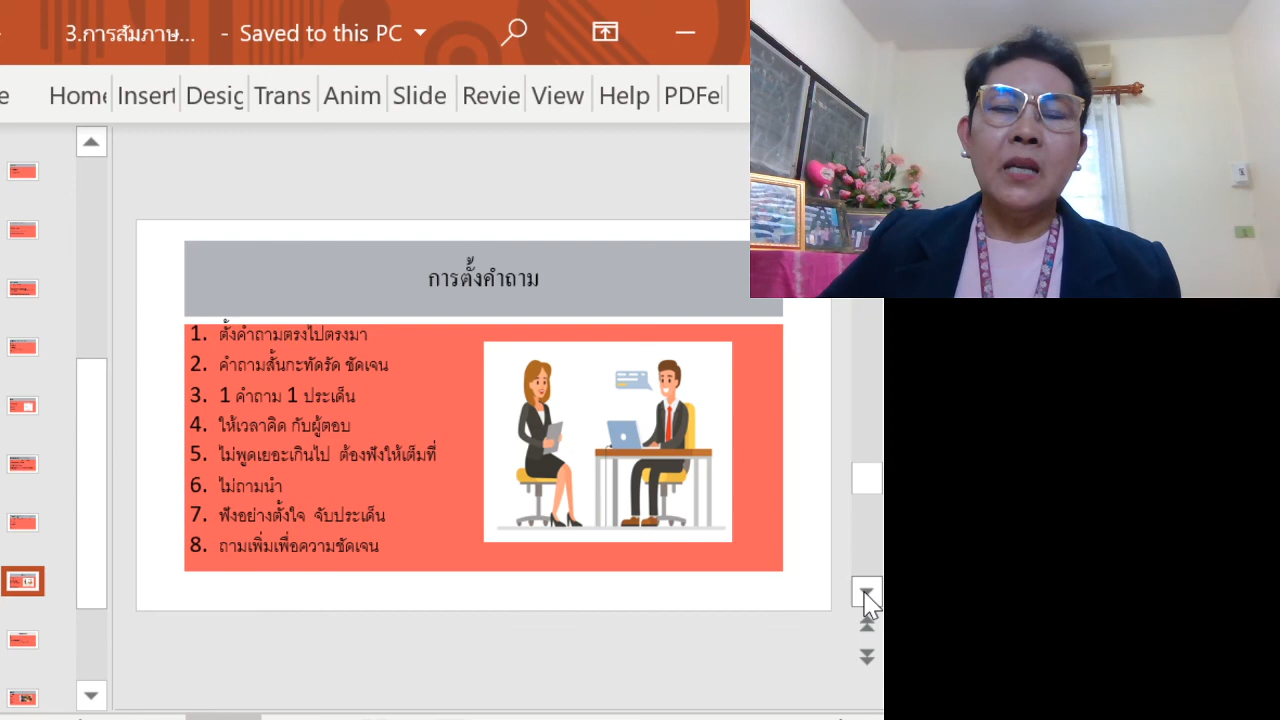 3.การสัมภาษ... - Saved to this PC
Home Insert Desig Trans Anim Slide Revie View Help PDFel
การตั้งคำถาม
1. ตั้งคำถามตรงไปตรงมา
2. คำถามสั้นกะทัดรัด ชัดเจน
3. 1 คำถาม 1 ประเด็น
4. ให้เวลาคิด กับผู้ตอบ
5. ไม่พูดเยอะเกินไป ต้องฟังให้เต็มที่
6. ไม่ถามนำ
7. ฟังอย่างตั้งใจ จับประเด็น
8. ถามเพิ่มเพื่อความชัดเจน